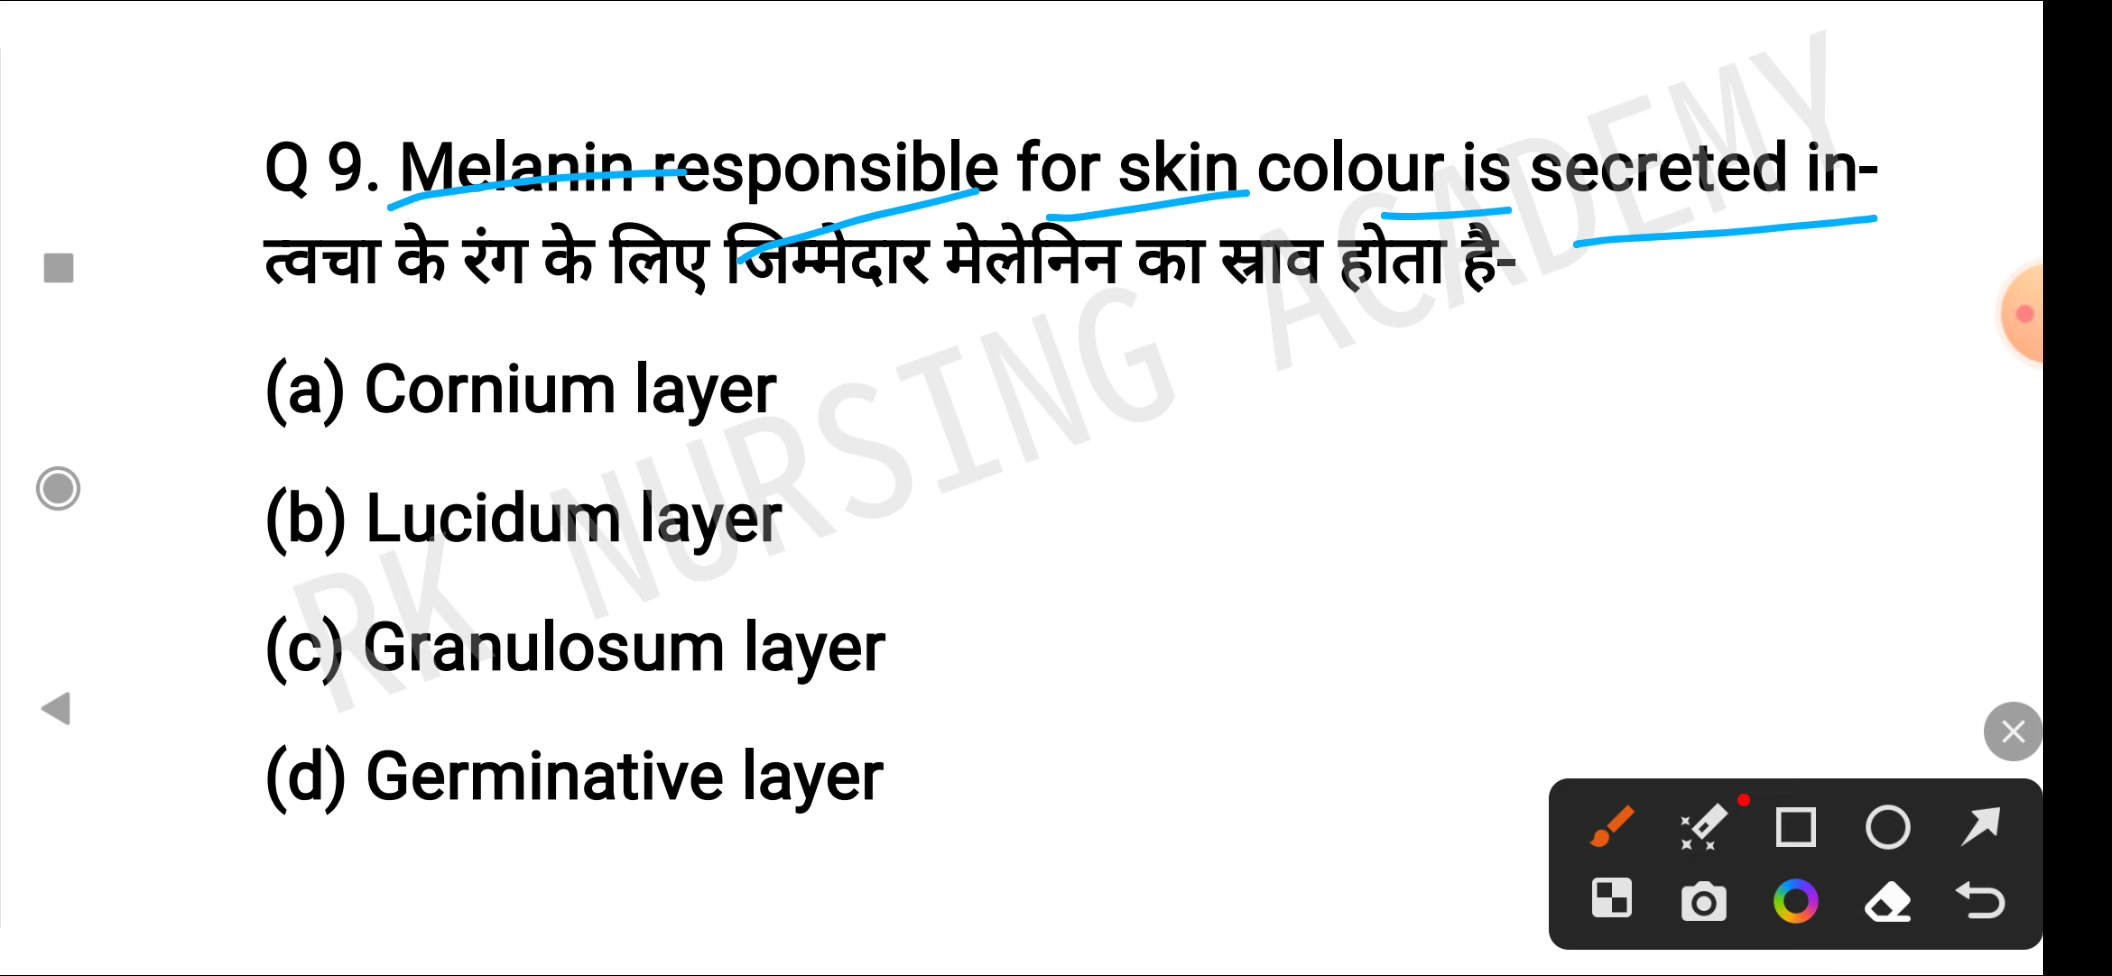 Q 9. Melanin responsible for skin colour is secreted in-
त्वचा के रंग के लिए जिम्मेदार मेलेनिन का स्राव होता है-
(a) Cornium layer
(b) Lucidum layer
(c) Granulosum layer
(d) Germinative layer
RK NURSING ACADEMY